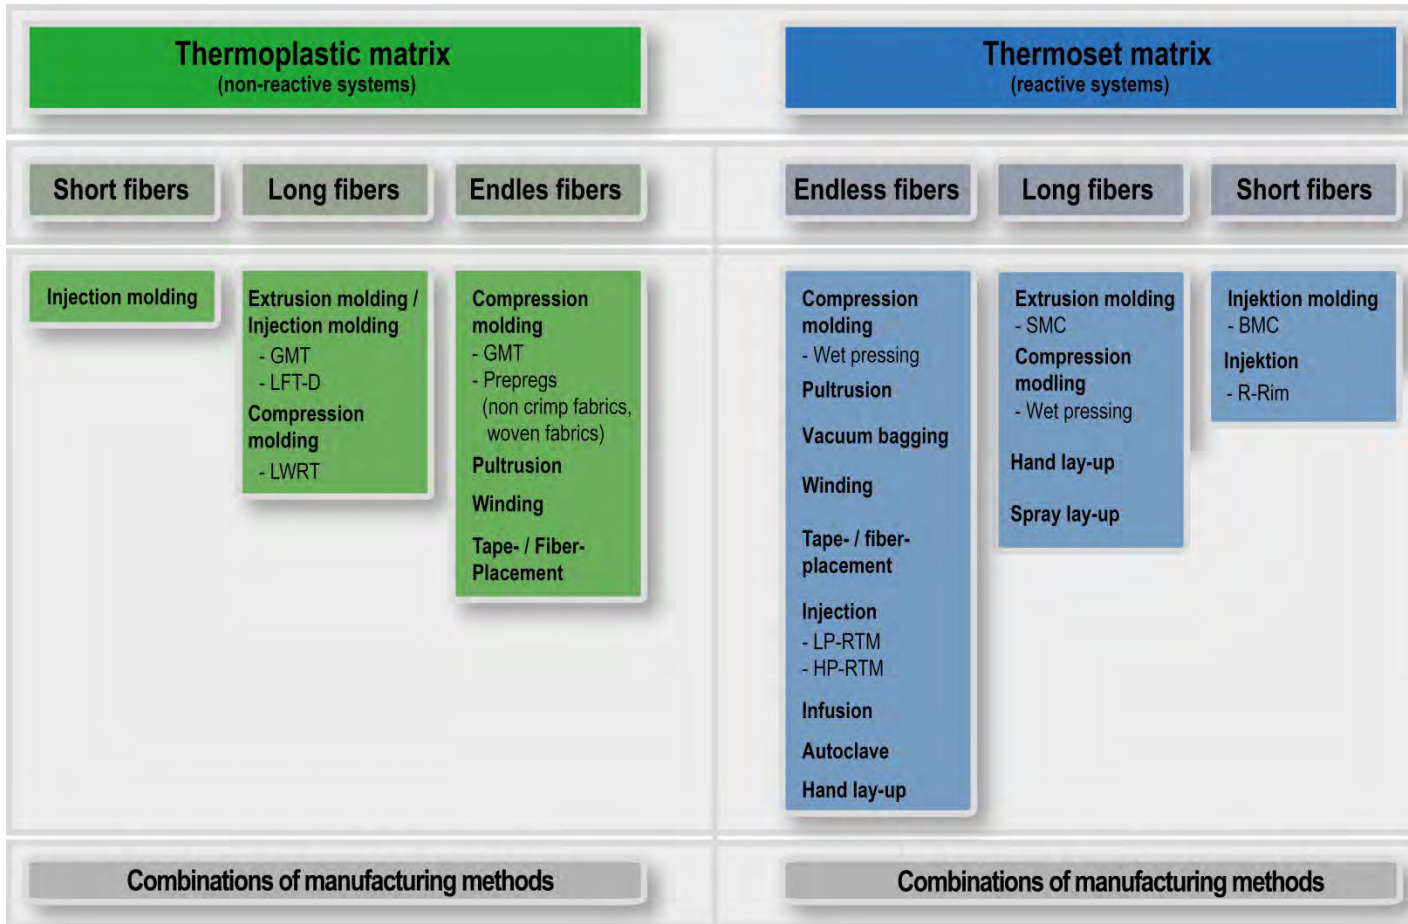 Thermoplastic matrix
(non-reactive systems)
Thermoset matrix
(reactive systems)
Short fibers
Long fibers
Endles fibers
Endless fibers
Long fibers
Short fibers
Injection molding
Extrusion molding /
Injection molding
- GMT
- LFT-D
Compression
molding
- LWRT
Compression
molding
- GMT
- Prepregs
(non crimp fabrics,
woven fabrics)
Pultrusion
Winding
Tape- / Fiber-
Placement
Compression
molding
- Wet pressing
Pultrusion
Vacuum bagging
Winding
Tape- / fiber-
placement
Injection
- LP-RTM
- HP-RTM
Infusion
Autoclave
Hand lay-up
Extrusion molding
- SMC
Compression
modling
- Wet pressing
Hand lay-up
Spray lay-up
Injektion molding
- BMC
Injektion
- R-Rim
Combinations of manufacturing methods
Combinations of manufacturing methods